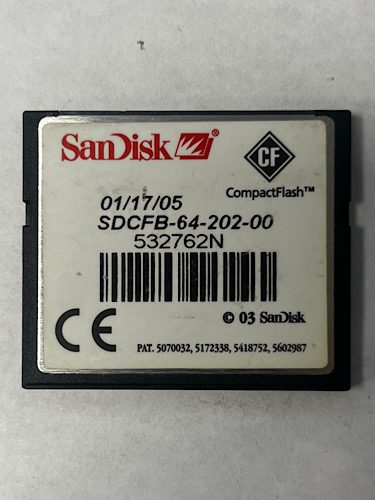 SanDisk
CF
CompactFlash™
01/17/05
SDCFB-64-202-00
532762N
CE
© 03 SanDisk
PAT. 5070032, 5172338, 5418752, 5602987